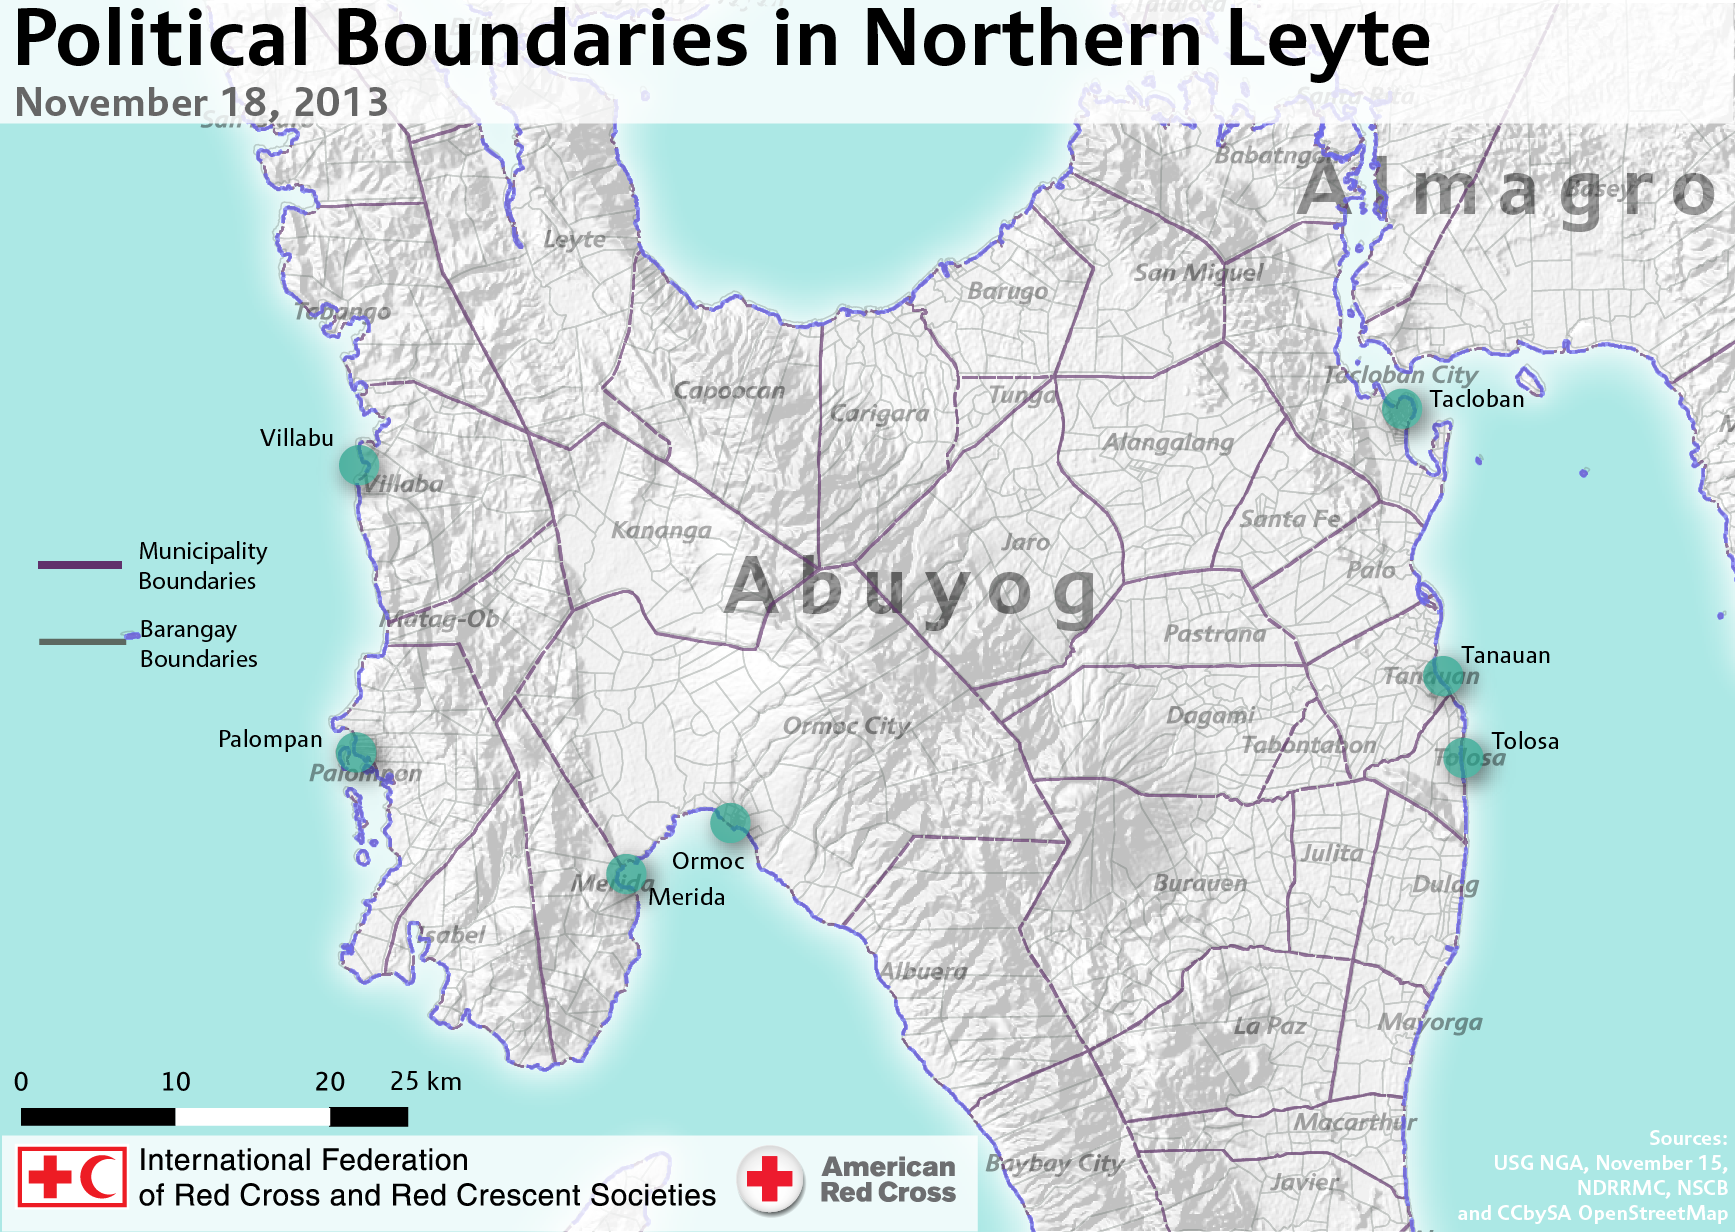 Political Boundaries in Northern Leyte
November 18, 2013
Babatngon
Almagro
Basey
Leyte
San Miguel
Barugo
Tabango
Tacloban City
Capoocan
Tunga
Tacloban
Carigara
Villabu
Alangalang
Villaba
Santa Fe
Kananga
Jaro
Municipality
Boundaries
Palo
Abuyog
Matag-Ob
Barangay
Boundaries
Pastrana
Tanauan
Tanauan
Dagami
Ormoc City
Palompan
Tabontabon
Tolosa
Tolosa
Palompon
Julita
Ormoc
Merida
Burauen
Dulag
Merida
Isabel
Albuera
La Paz
Mayorga
0 10 20 25 km
Macarthur
Baybay City
Javier
International Federation
of Red Cross and Red Crescent Societies
American
Red Cross
Sources:
USG NGA, November 15,
NDRRMC, NSCB
and CCbySA OpenStreetMap